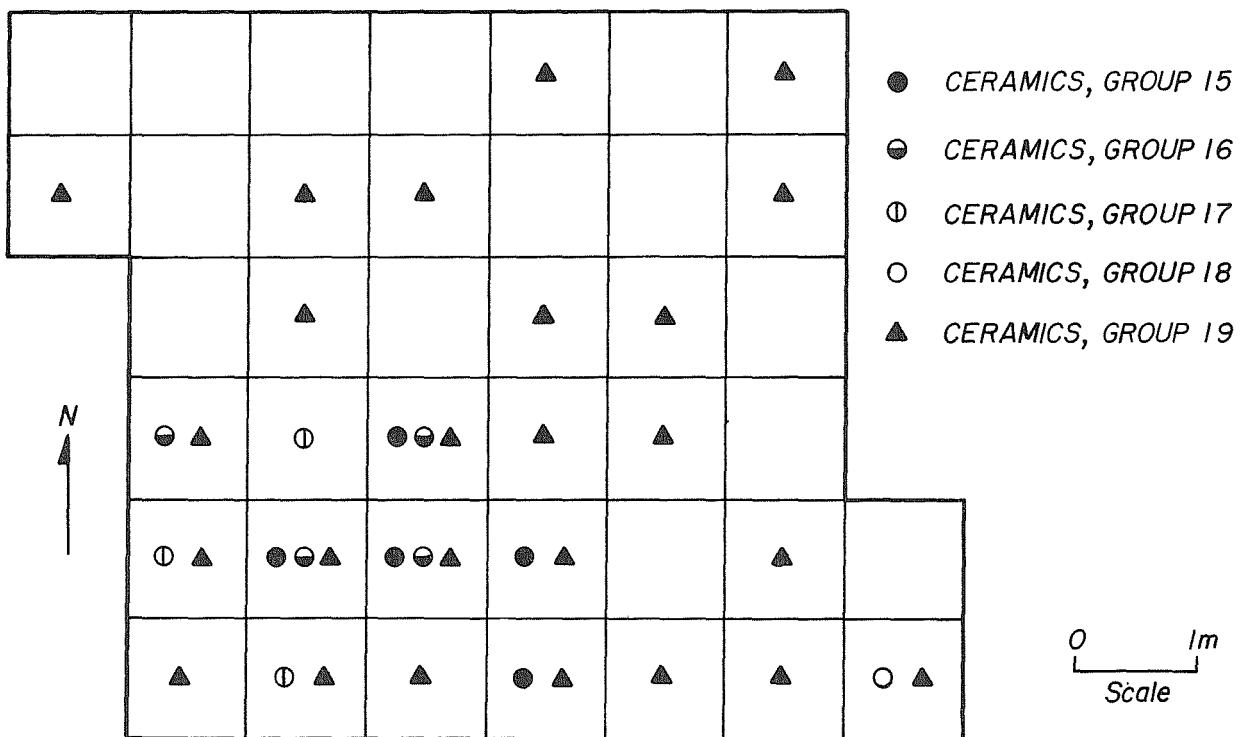 CERAMICS, GROUP 15
CERAMICS, GROUP 16
CERAMICS, GROUP 17
CERAMICS, GROUP 18
CERAMICS, GROUP 19
N
0 1m
Scale